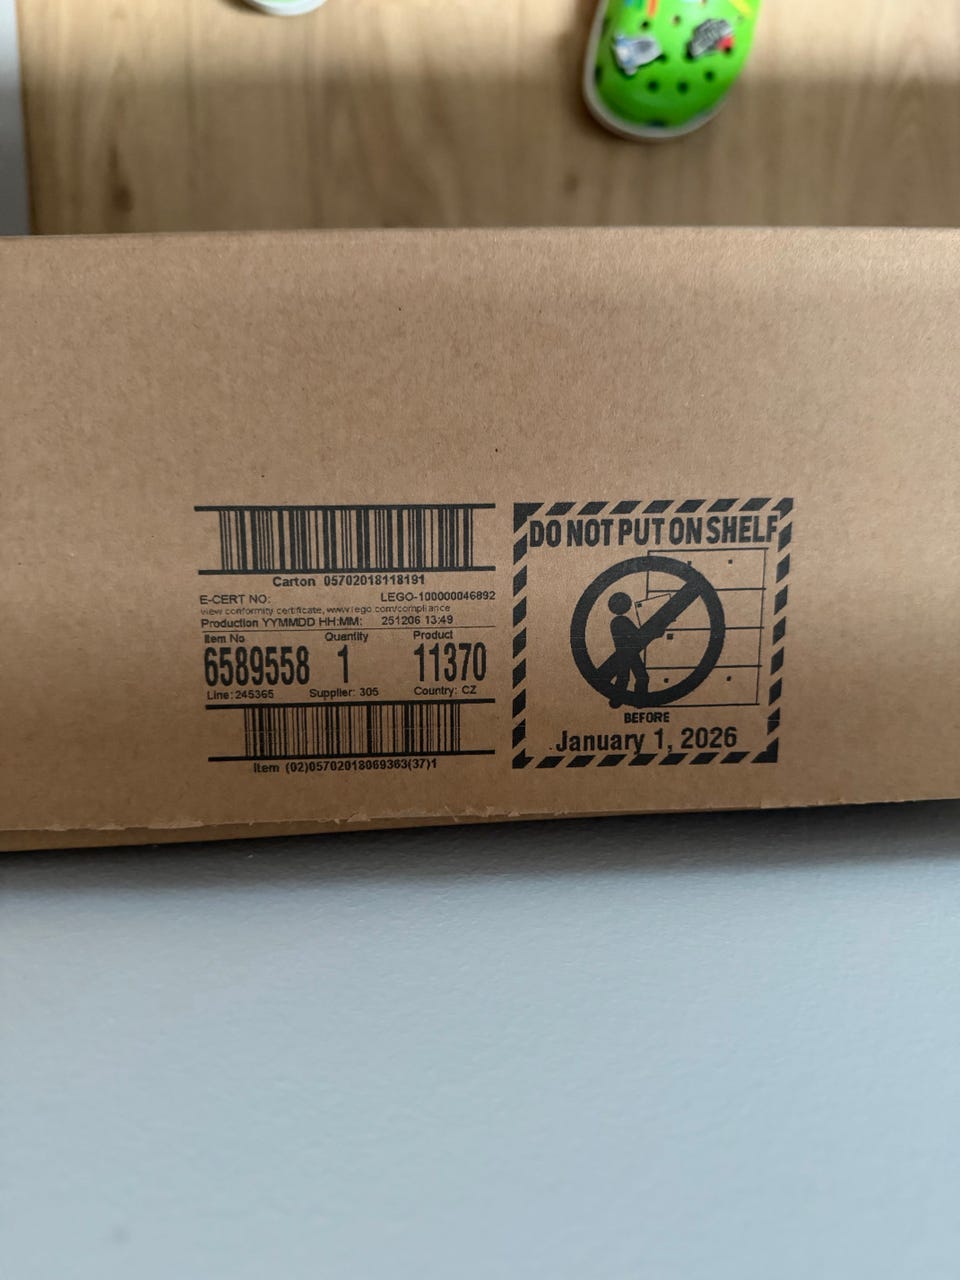 Carton 05702018118191
E-CERT NO: LEGO-100000046892
view conformity certificate, www.lego.com/compliance
Production YYMMDD HH:MM: 251206 13:49
Item No Quantity Product
6589558 1 11370
Line: 245365 Supplier: 305 Country: CZ
Item (02)05702018069363(37)1
DO NOT PUT ON SHELF
BEFORE
January 1, 2026